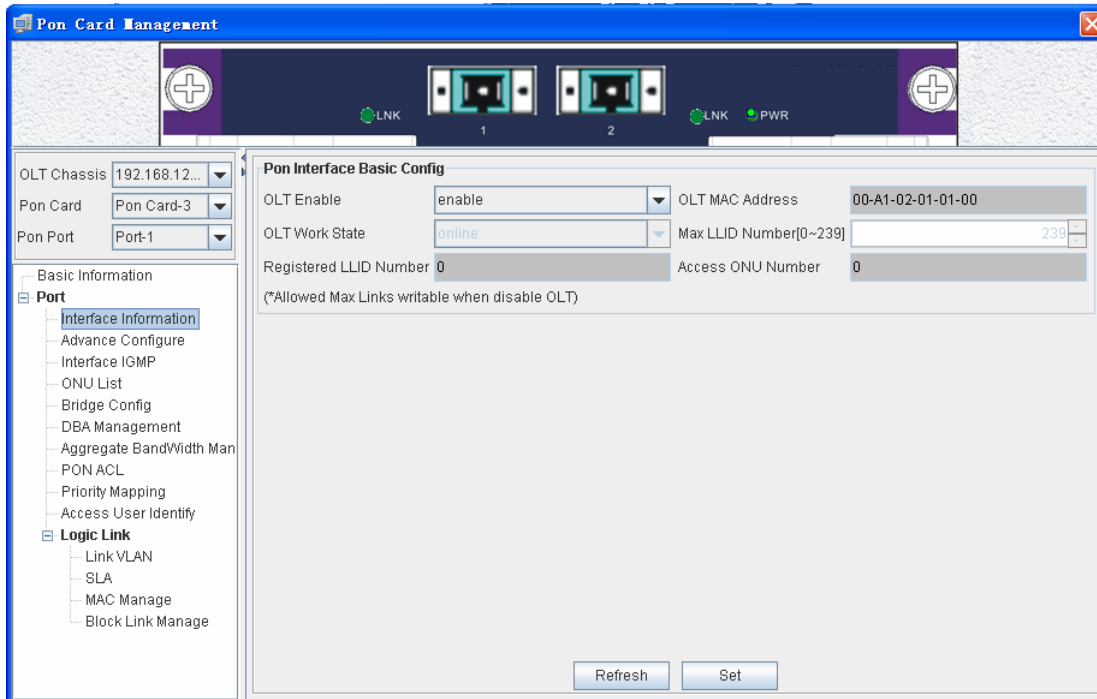 Pon Card Management
LNK
1
2
LNK
PWR
OLT Chassis 192.168.12...
Pon Card Pon Card-3
Pon Port Port-1
Basic Information
Port
Interface Information
Advance Configure
Interface IGMP
ONU List
Bridge Config
DBA Management
Aggregate BandWidth Man
PON ACL
Priority Mapping
Access User Identify
Logic Link
Link VLAN
SLA
MAC Manage
Block Link Manage
Pon Interface Basic Config
OLT Enable enable OLT MAC Address 00-A1-02-01-01-00
OLT Work State online Max LLID Number[0~239] 239
Registered LLID Number 0 Access ONU Number 0
(*Allowed Max Links writable when disable OLT)
Refresh Set